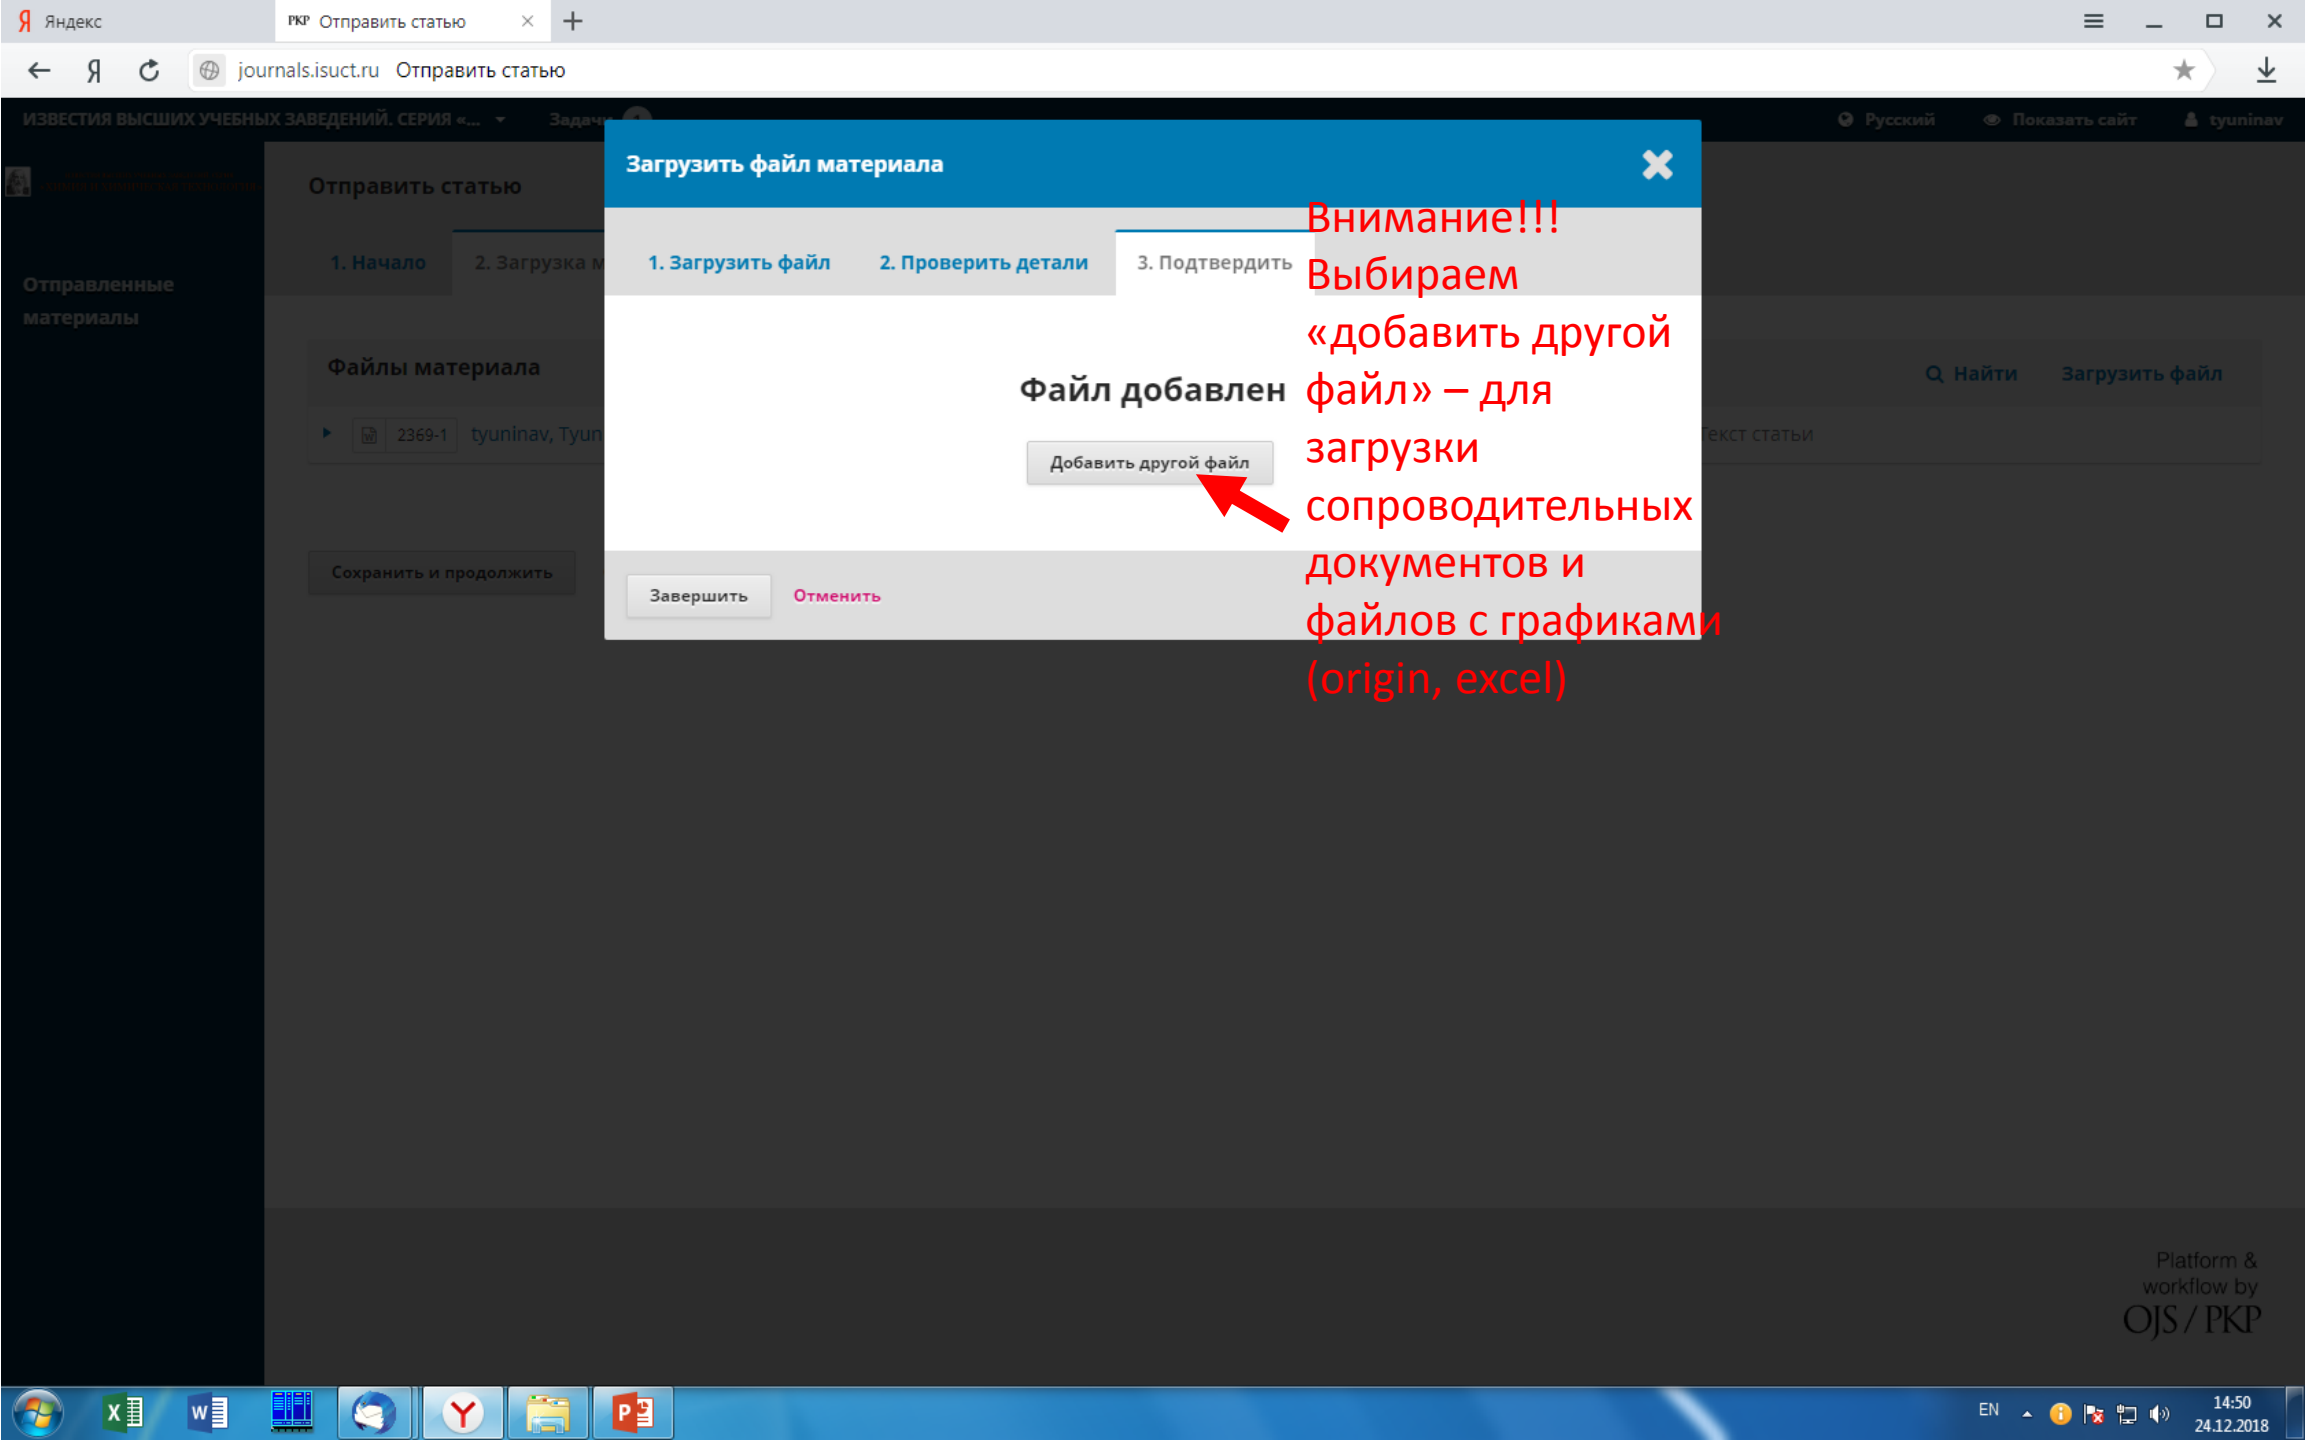 Яндекс
PKP Отправить статью
journals.isuct.ru Отправить статью
ИЗВЕСТИЯ ВЫСШИХ УЧЕБНЫХ ЗАВЕДЕНИЙ. СЕРИЯ «...
Задачи
Русский
Показать сайт
tyuninav
Отправить статью
1. Начало
2. Загрузка м
Отправленные
материалы
Файлы материала
Найти
Загрузить файл
2369-1 tyuninav, Tyun
Текст статьи
Сохранить и продолжить
Загрузить файл материала
1. Загрузить файл
2. Проверить детали
3. Подтвердить
Файл добавлен
Добавить другой файл
Завершить
Отменить
Внимание!!!
Выбираем
«добавить другой
файл» – для
загрузки
сопроводительных
документов и
файлов с графиками
(origin, excel)
Platform &
workflow by
OJS / PKP
EN
14:50
24.12.2018